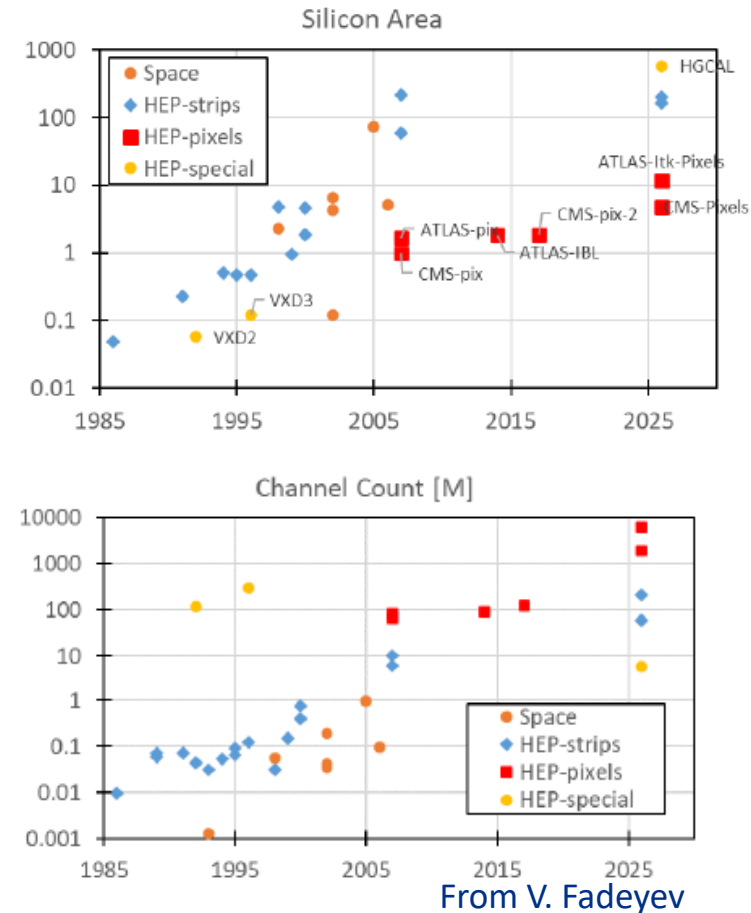 Silicon Area
1000
100
10
1
0.1
0.01
Space
HEP-strips
HEP-pixels
HEP-special
HGCAL
ATLAS-Itk-Pixels
CMS-Pixels
ATLAS-pix
CMS-pix-2
ATLAS-IBL
CMS-pix
VXD3
VXD2
1985 1995 2005 2015 2025
Channel Count [M]
10000
1000
100
10
1
0.1
0.01
0.001
Space
HEP-strips
HEP-pixels
HEP-special
1985 1995 2005 2015 2025
From V. Fadeyev